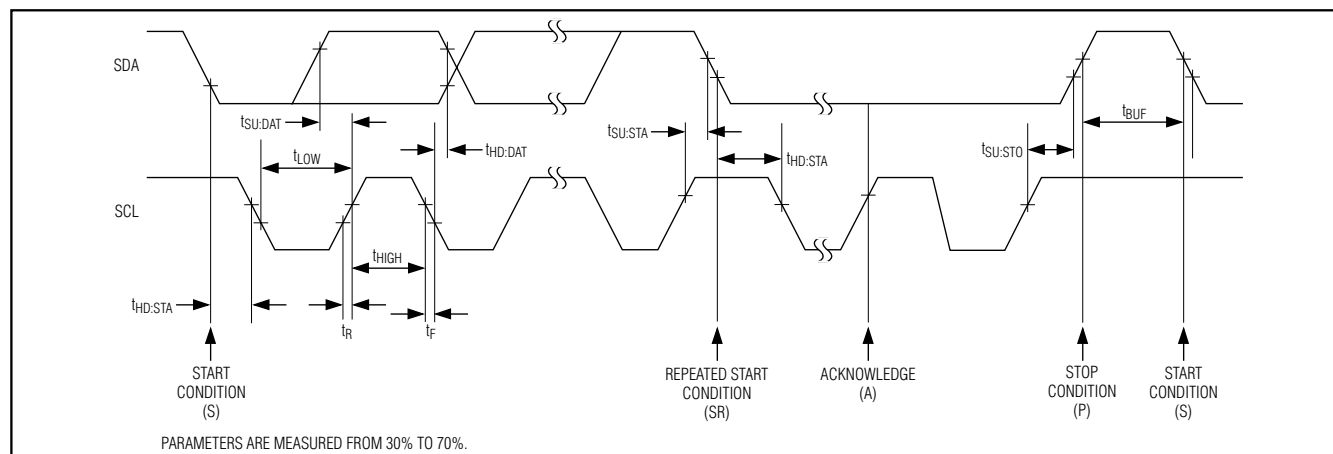 SDA
tSU:DAT
tLOW
tHD:DAT
tSU:STA
tHD:STA
tBUF
tSU:STO
SCL
tHIGH
tHD:STA
tR
tF
START
CONDITION
(S)
REPEATED START
CONDITION
(SR)
ACKNOWLEDGE
(A)
STOP
CONDITION
(P)
START
CONDITION
(S)
PARAMETERS ARE MEASURED FROM 30% TO 70%.